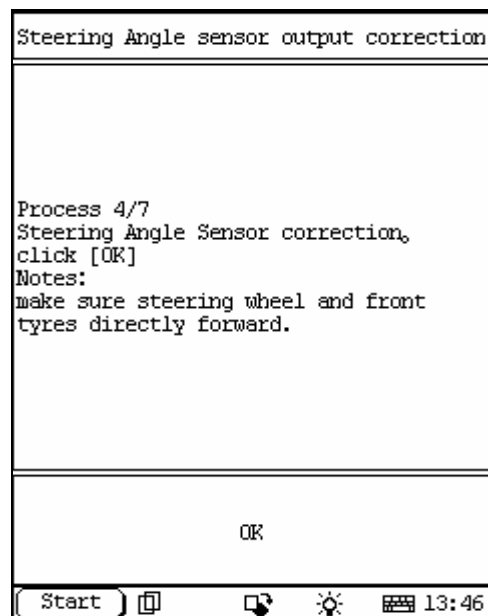 Steering Angle sensor output correction
Process 4/7
Steering Angle Sensor correction。
click [OK]
Notes:
make sure steering wheel and front
tyres directly forward.
OK
Start 13:46